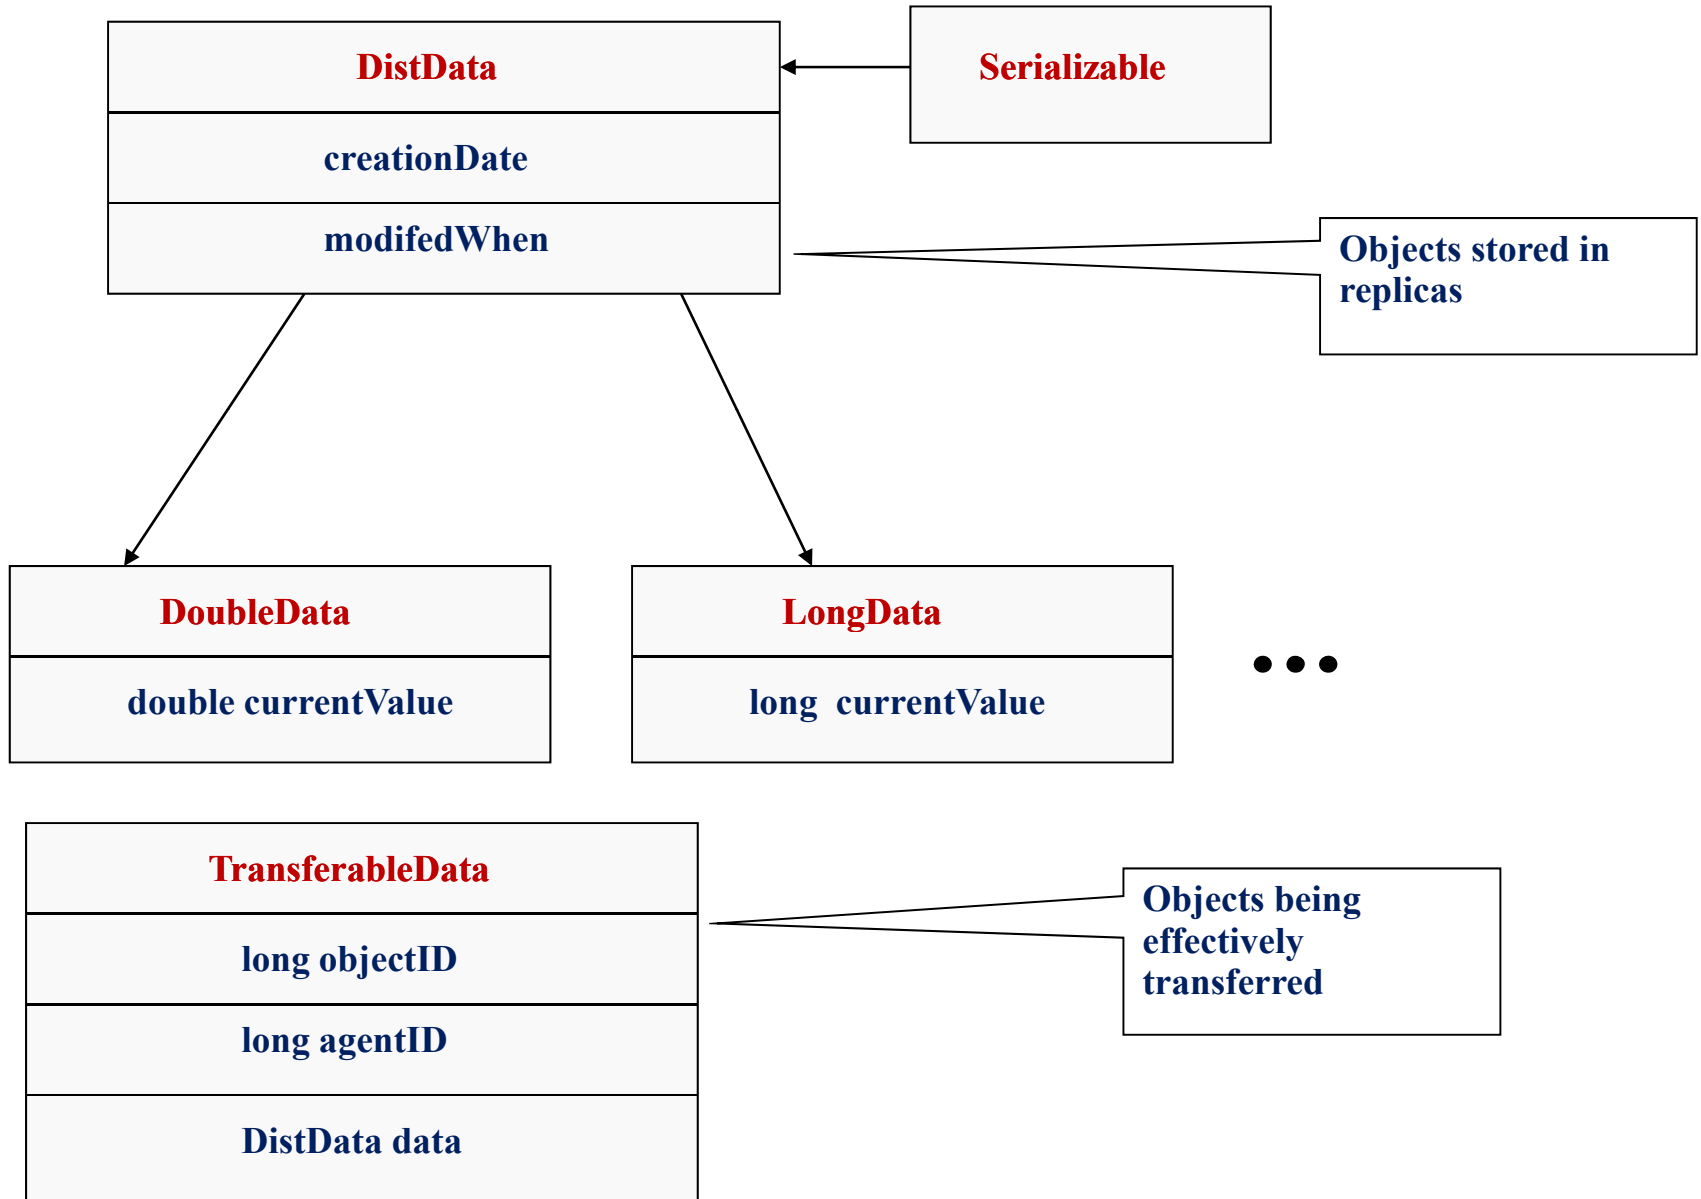 DistData
Serializable
creationDate
modifedWhen
Objects stored in
replicas
DoubleData
LongData
double currentValue
long  currentValue
TransferableData
long objectID
long agentID
DistData data
Objects being
effectively
transferred